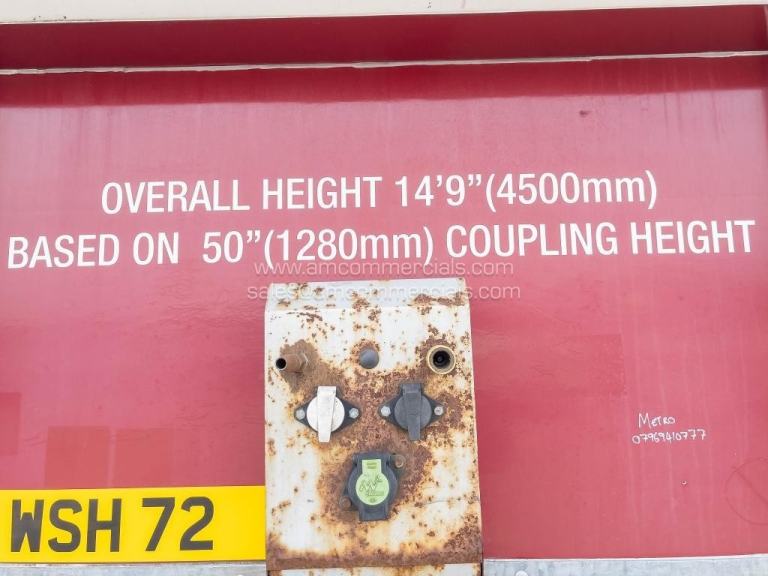 OVERALL HEIGHT 14'9"(4500mm)
BASED ON 50"(1280mm) COUPLING HEIGHT
www.amcommercials.com
sales@amcommercials.com
METRO
07969410777
WSH 72